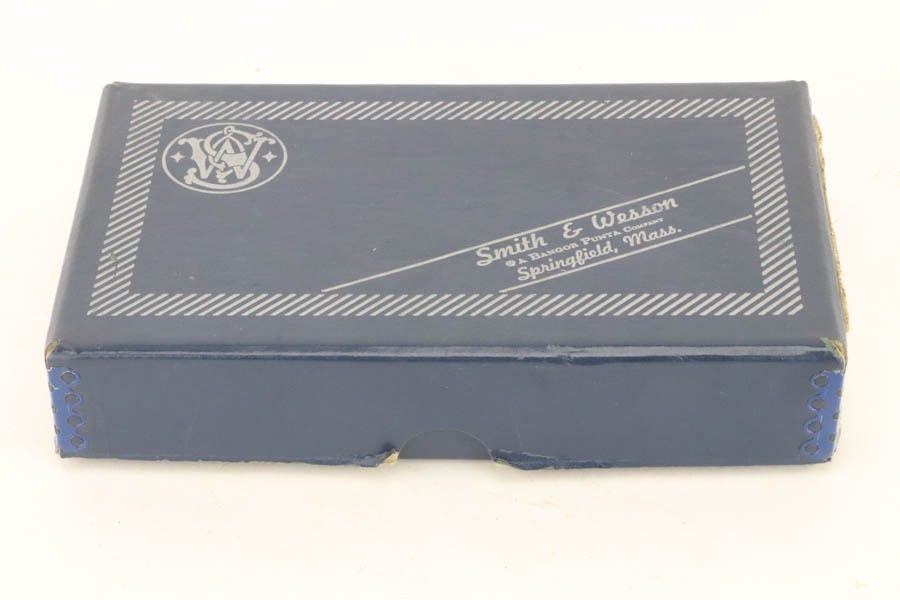 S&W
Smith & Wesson
A BANGOR PUNTA COMPANY
Springfield, Mass.